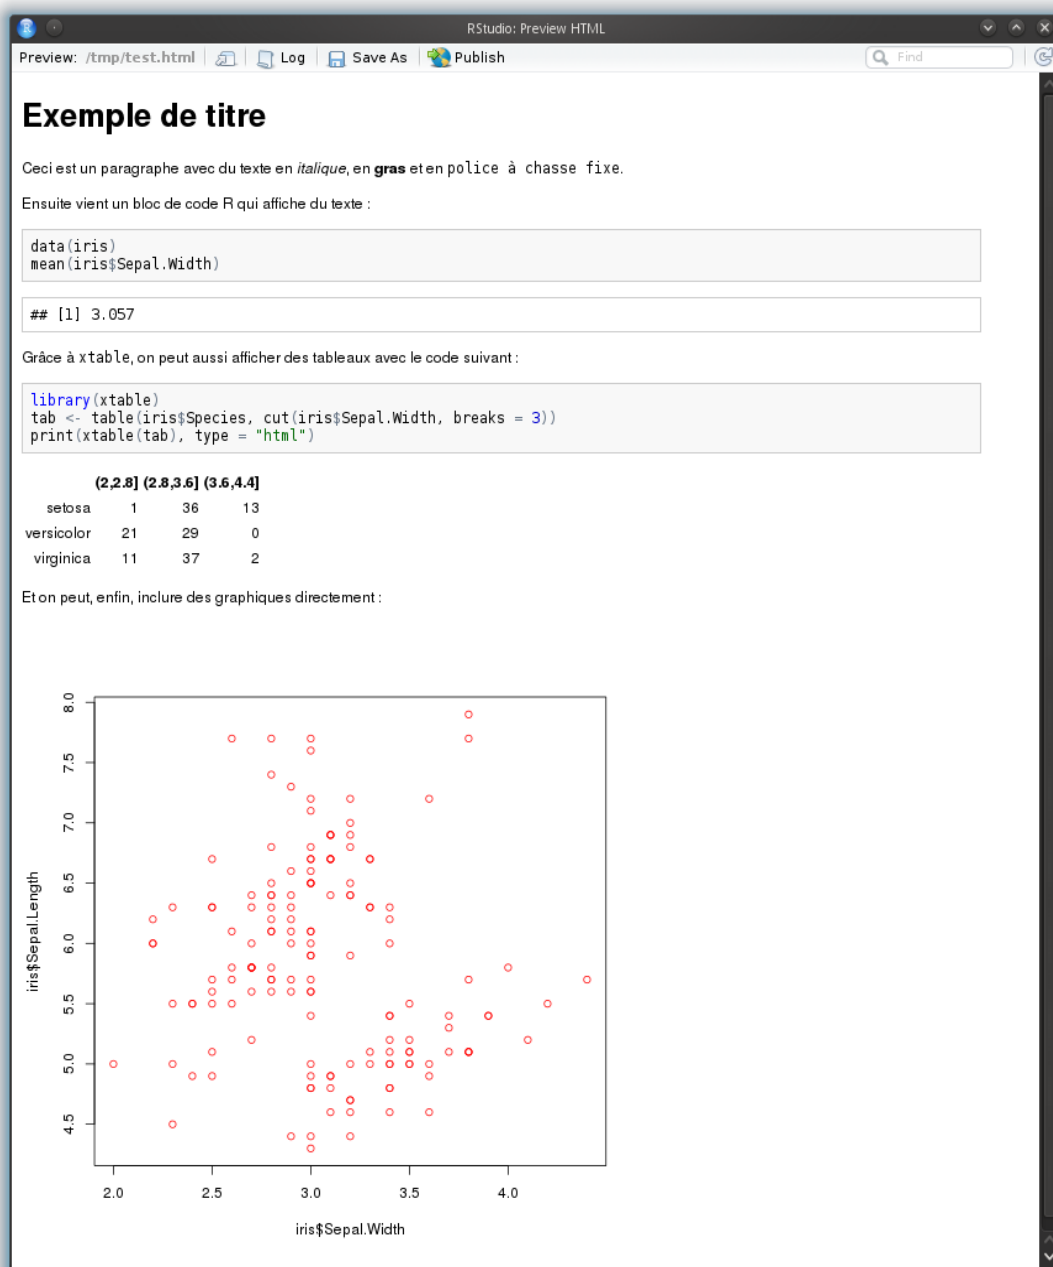 RStudio: Preview HTML
Preview: /tmp/test.html Log Save As Publish Find
Exemple de titre
Ceci est un paragraphe avec du texte en italique, en gras et en police à chasse fixe.
Ensuite vient un bloc de code R qui affiche du texte :
data(iris)
mean(iris$Sepal.Width)
## [1] 3.057
Grâce à xtable, on peut aussi afficher des tableaux avec le code suivant :
library(xtable)
tab <- table(iris$Species, cut(iris$Sepal.Width, breaks = 3))
print(xtable(tab), type = "html")
(2,2.8] (2.8,3.6] (3.6,4.4]
setosa 1 36 13
versicolor 21 29 0
virginica 11 37 2
Et on peut, enfin, inclure des graphiques directement :
8.0
7.5
7.0
6.5
6.0
5.5
5.0
4.5
iris$Sepal.Length
2.0 2.5 3.0 3.5 4.0
iris$Sepal.Width